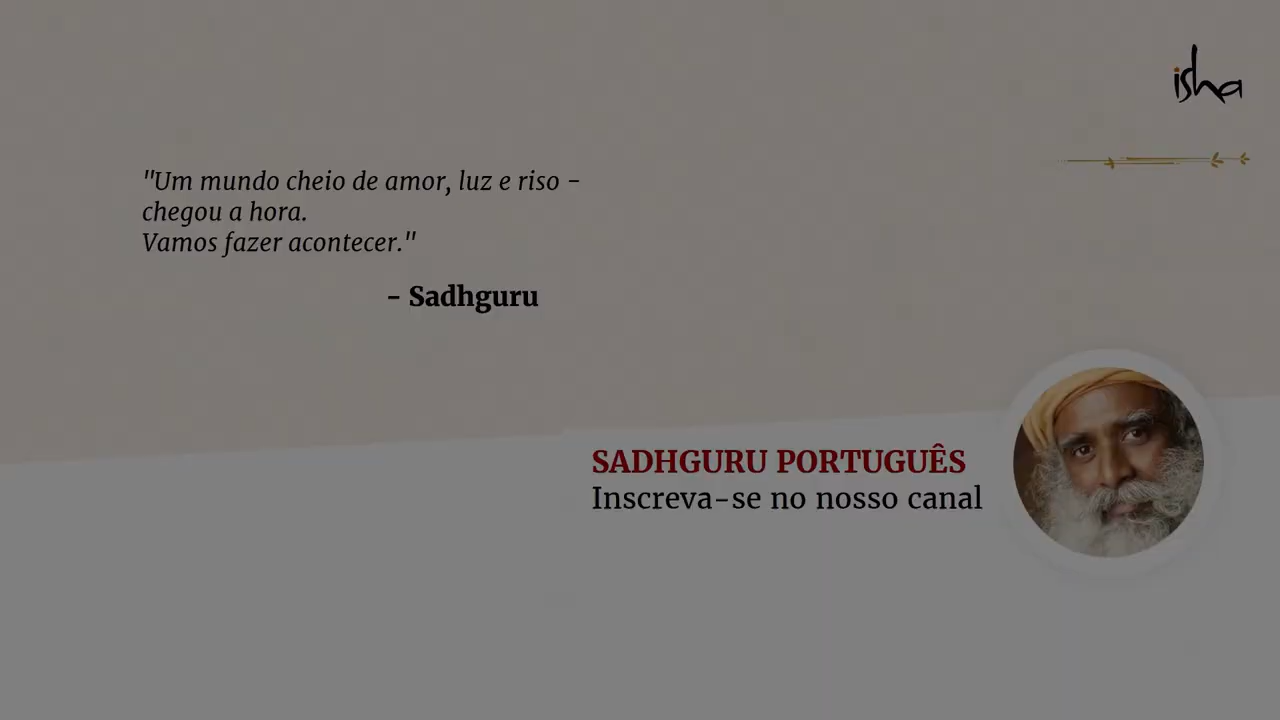 isha
"Um mundo cheio de amor, luz e riso –
chegou a hora.
Vamos fazer acontecer."
- Sadhguru
SADHGURU PORTUGUÊS
Inscreva-se no nosso canal